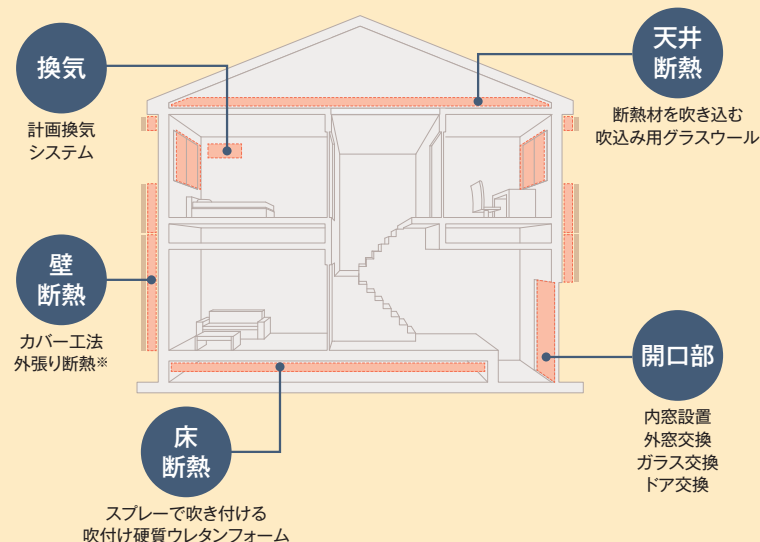 換気
計画換気
システム
天井
断熱
断熱材を吹き込む
吹込み用グラスウール
壁
断熱
カバー工法
外張り断熱※
開口部
内窓設置
外窓交換
ガラス交換
ドア交換
床
断熱
スプレーで吹き付ける
吹付け硬質ウレタンフォーム